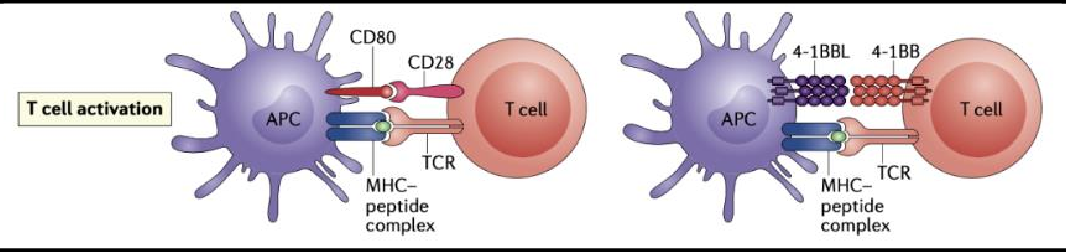 T cell activation
CD80
CD28
APC
T cell
TCR
MHC–
peptide
complex
4-1BBL
4-1BB
APC
T cell
TCR
MHC–
peptide
complex